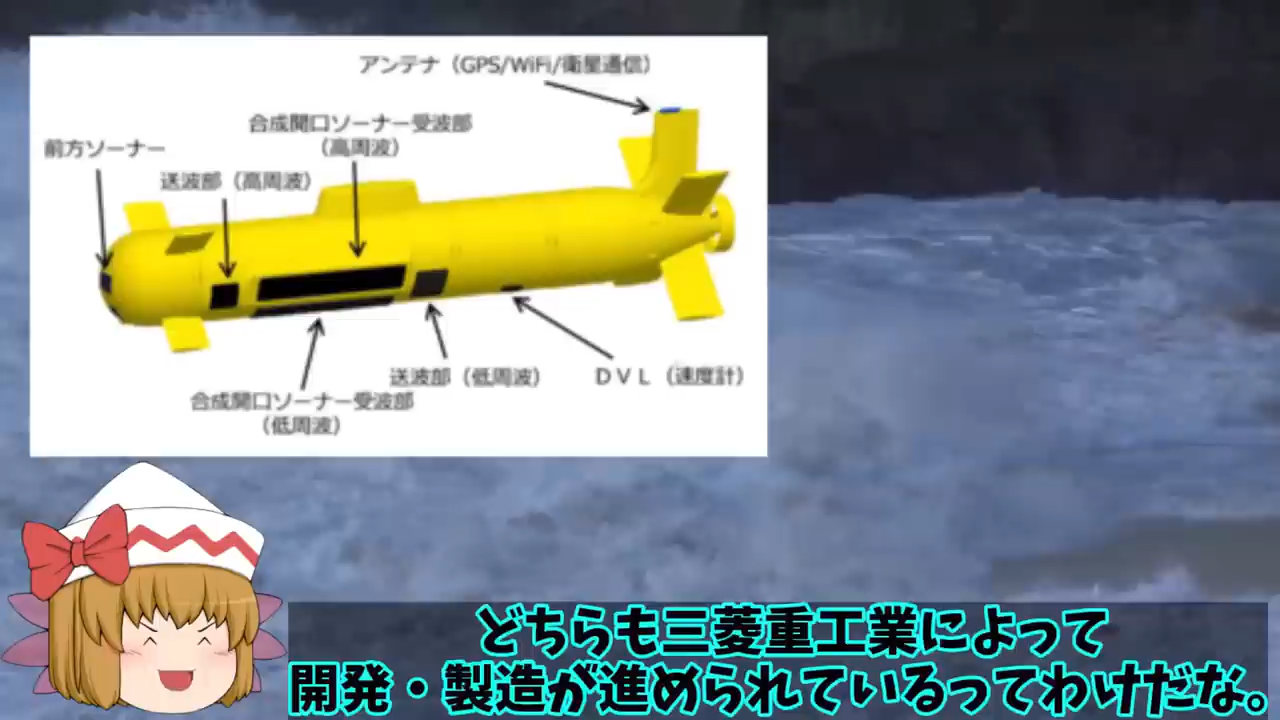 アンテナ（GPS/WiFi/衛星通信）
合成開口ソーナー受波部
（高周波）
前方ソーナー
送波部（高周波）
送波部（低周波）
ＤＶＬ（速度計）
合成開口ソーナー受波部
（低周波）
どちらも三菱重工業によって
開発・製造が進められているってわけだな。